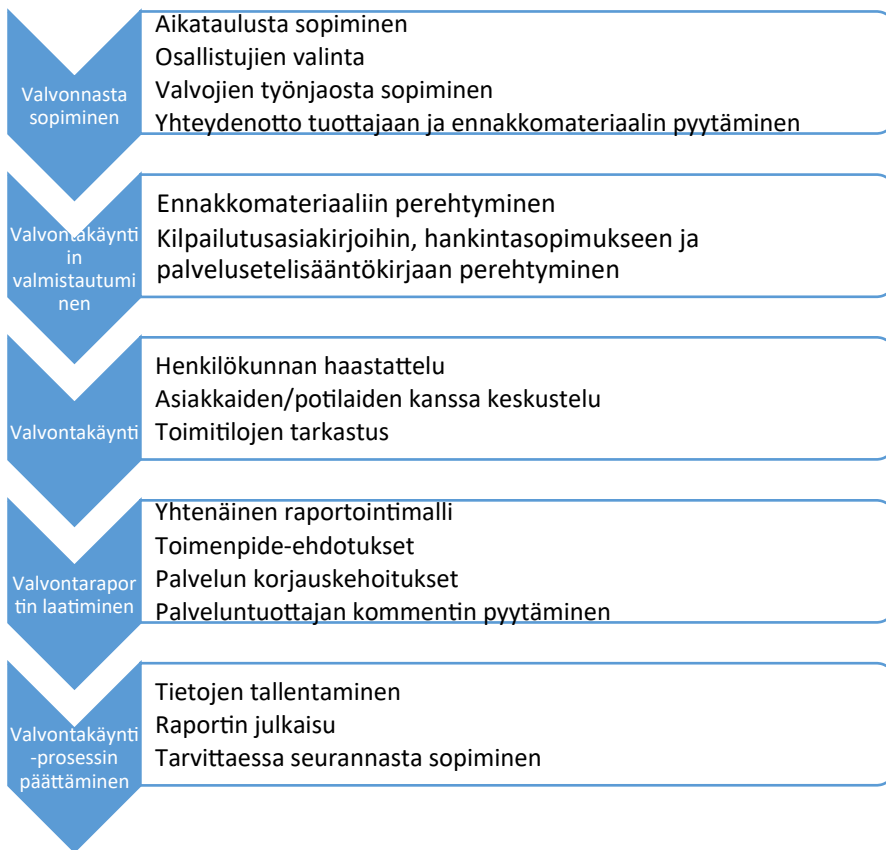 Valvonnasta
sopiminen
Aikataulusta sopiminen
Osallistujien valinta
Valvojien työnjaosta sopiminen
Yhteydenotto tuottajaan ja ennakkomateriaalin pyytäminen
Valvontakäynti
in
valmistautumi
nen
Ennakkomateriaaliin perehtyminen
Kilpailutusasiakirjoihin, hankintasopimukseen ja
palvelusetelisääntökirjaan perehtyminen
Valvontakäynti
Henkilökunnan haastattelu
Asiakkaiden/potilaiden kanssa keskustelu
Toimitilojen tarkastus
Valvontarapor
tin laatiminen
Yhtenäinen raportointimalli
Toimenpide-ehdotukset
Palvelun korjauskehoitukset
Palveluntuottajan kommentin pyytäminen
Valvontakäynti
-prosessin
päättäminen
Tietojen tallentaminen
Raportin julkaisu
Tarvittaessa seurannasta sopiminen